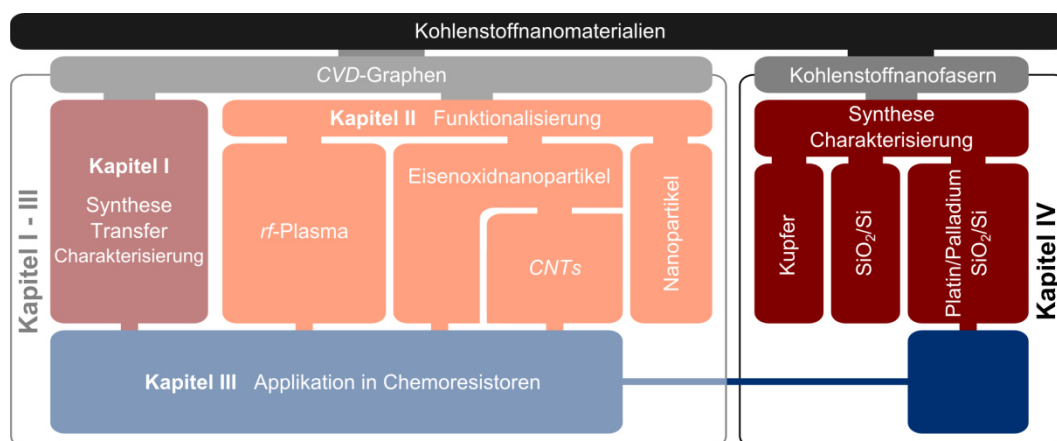 Kohlenstoffnanomaterialien
CVD-Graphen
Kohlenstoffnanofasern
Kapitel I - III
Kapitel I
Synthese
Transfer
Charakterisierung
Kapitel II Funktionalisierung
rf-Plasma
Eisenoxidnanopartikel
CNTs
Nanopartikel
Kapitel III Applikation in Chemoresistoren
Synthese
Charakterisierung
Kupfer
SiO₂/Si
Platin/Palladium
SiO₂/Si
Kapitel IV